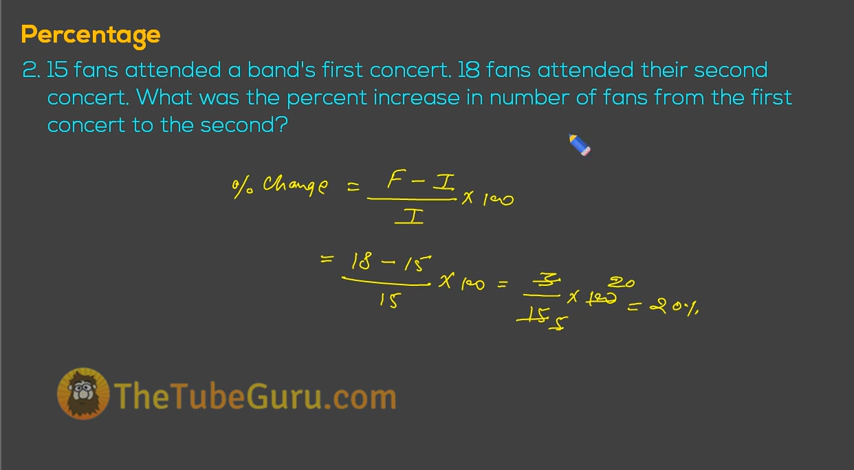 Percentage
2. 15 fans attended a band's first concert. 18 fans attended their second
concert. What was the percent increase in number of fans from the first
concert to the second?
% Change = F - I / I × 100
= 18 - 15 / 15 × 100 = 3 / 15 5 × 100 20 = 20%
TheTubeGuru.com